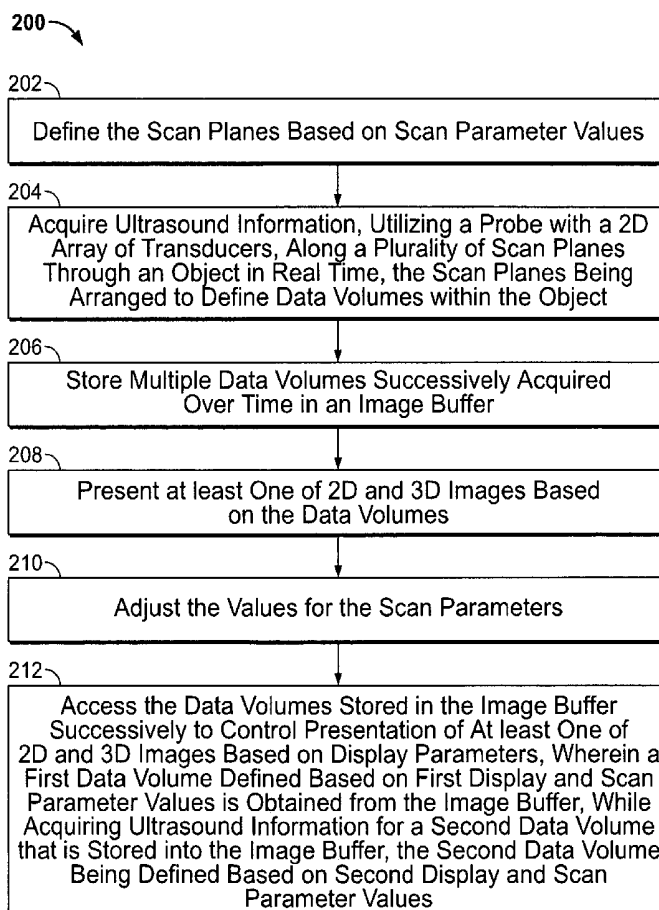 200
202
Define the Scan Planes Based on Scan Parameter Values
204
Acquire Ultrasound Information, Utilizing a Probe with a 2D
Array of Transducers, Along a Plurality of Scan Planes
Through an Object in Real Time, the Scan Planes Being
Arranged to Define Data Volumes within the Object
206
Store Multiple Data Volumes Successively Acquired
Over Time in an Image Buffer
208
Present at least One of 2D and 3D Images Based
on the Data Volumes
210
Adjust the Values for the Scan Parameters
212
Access the Data Volumes Stored in the Image Buffer
Successively to Control Presentation of At least One of
2D and 3D Images Based on Display Parameters, Wherein a
First Data Volume Defined Based on First Display and Scan
Parameter Values is Obtained from the Image Buffer, While
Acquiring Ultrasound Information for a Second Data Volume
that is Stored into the Image Buffer, the Second Data Volume
Being Defined Based on Second Display and Scan
Parameter Values